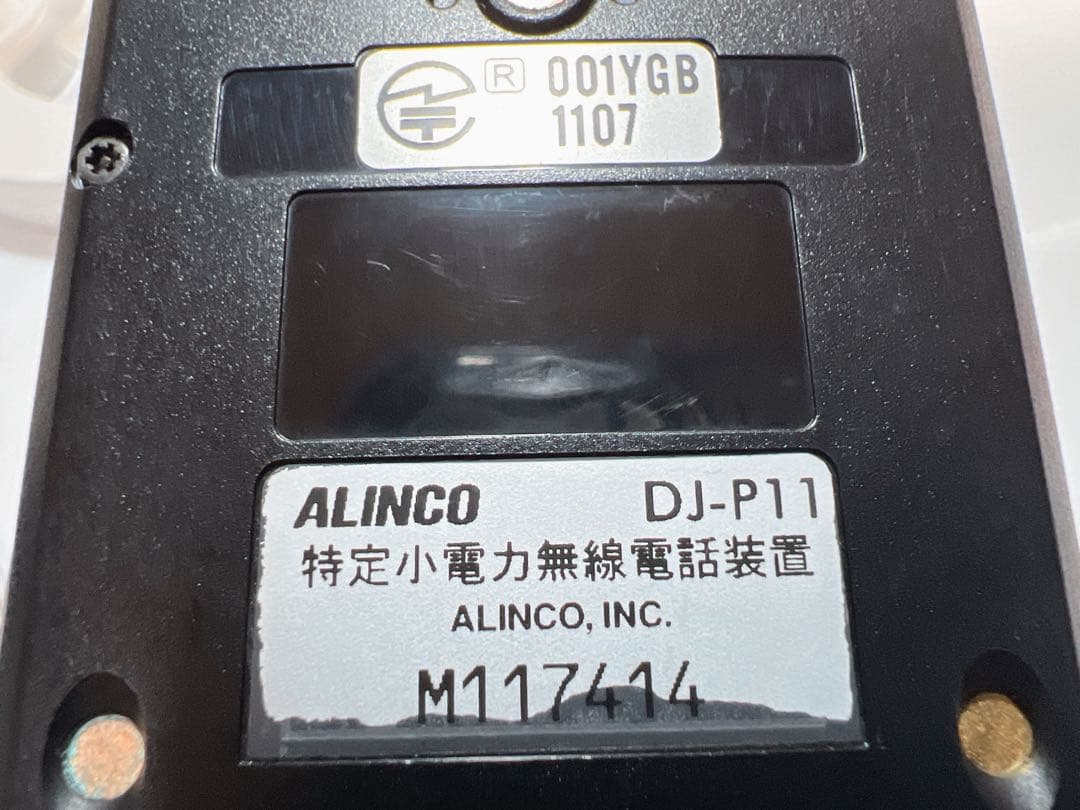 R 001YGB
1107
ALINCO DJ-P11
特定小電力無線電話装置
ALINCO, INC.
M117414